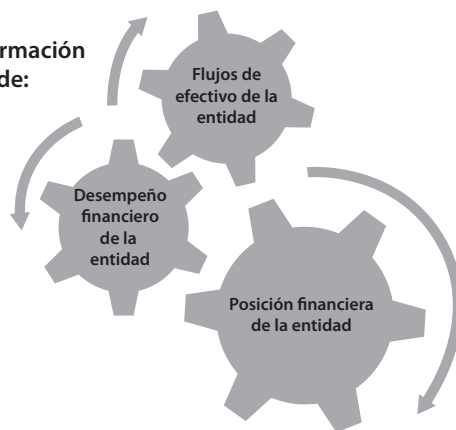 rmación
de:
Flujos de
efectivo de la
entidad
Desempeño
financiero
de la
entidad
Posición financiera
de la entidad